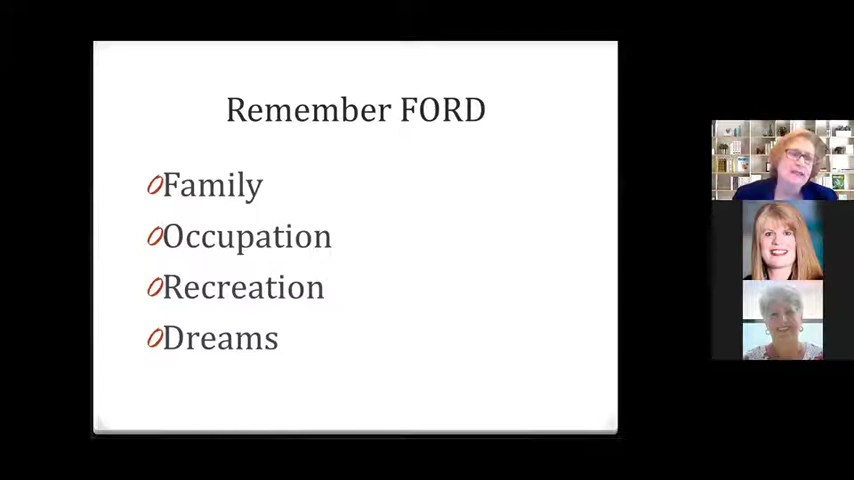 Remember FORD
Family
Occupation
Recreation
Dreams